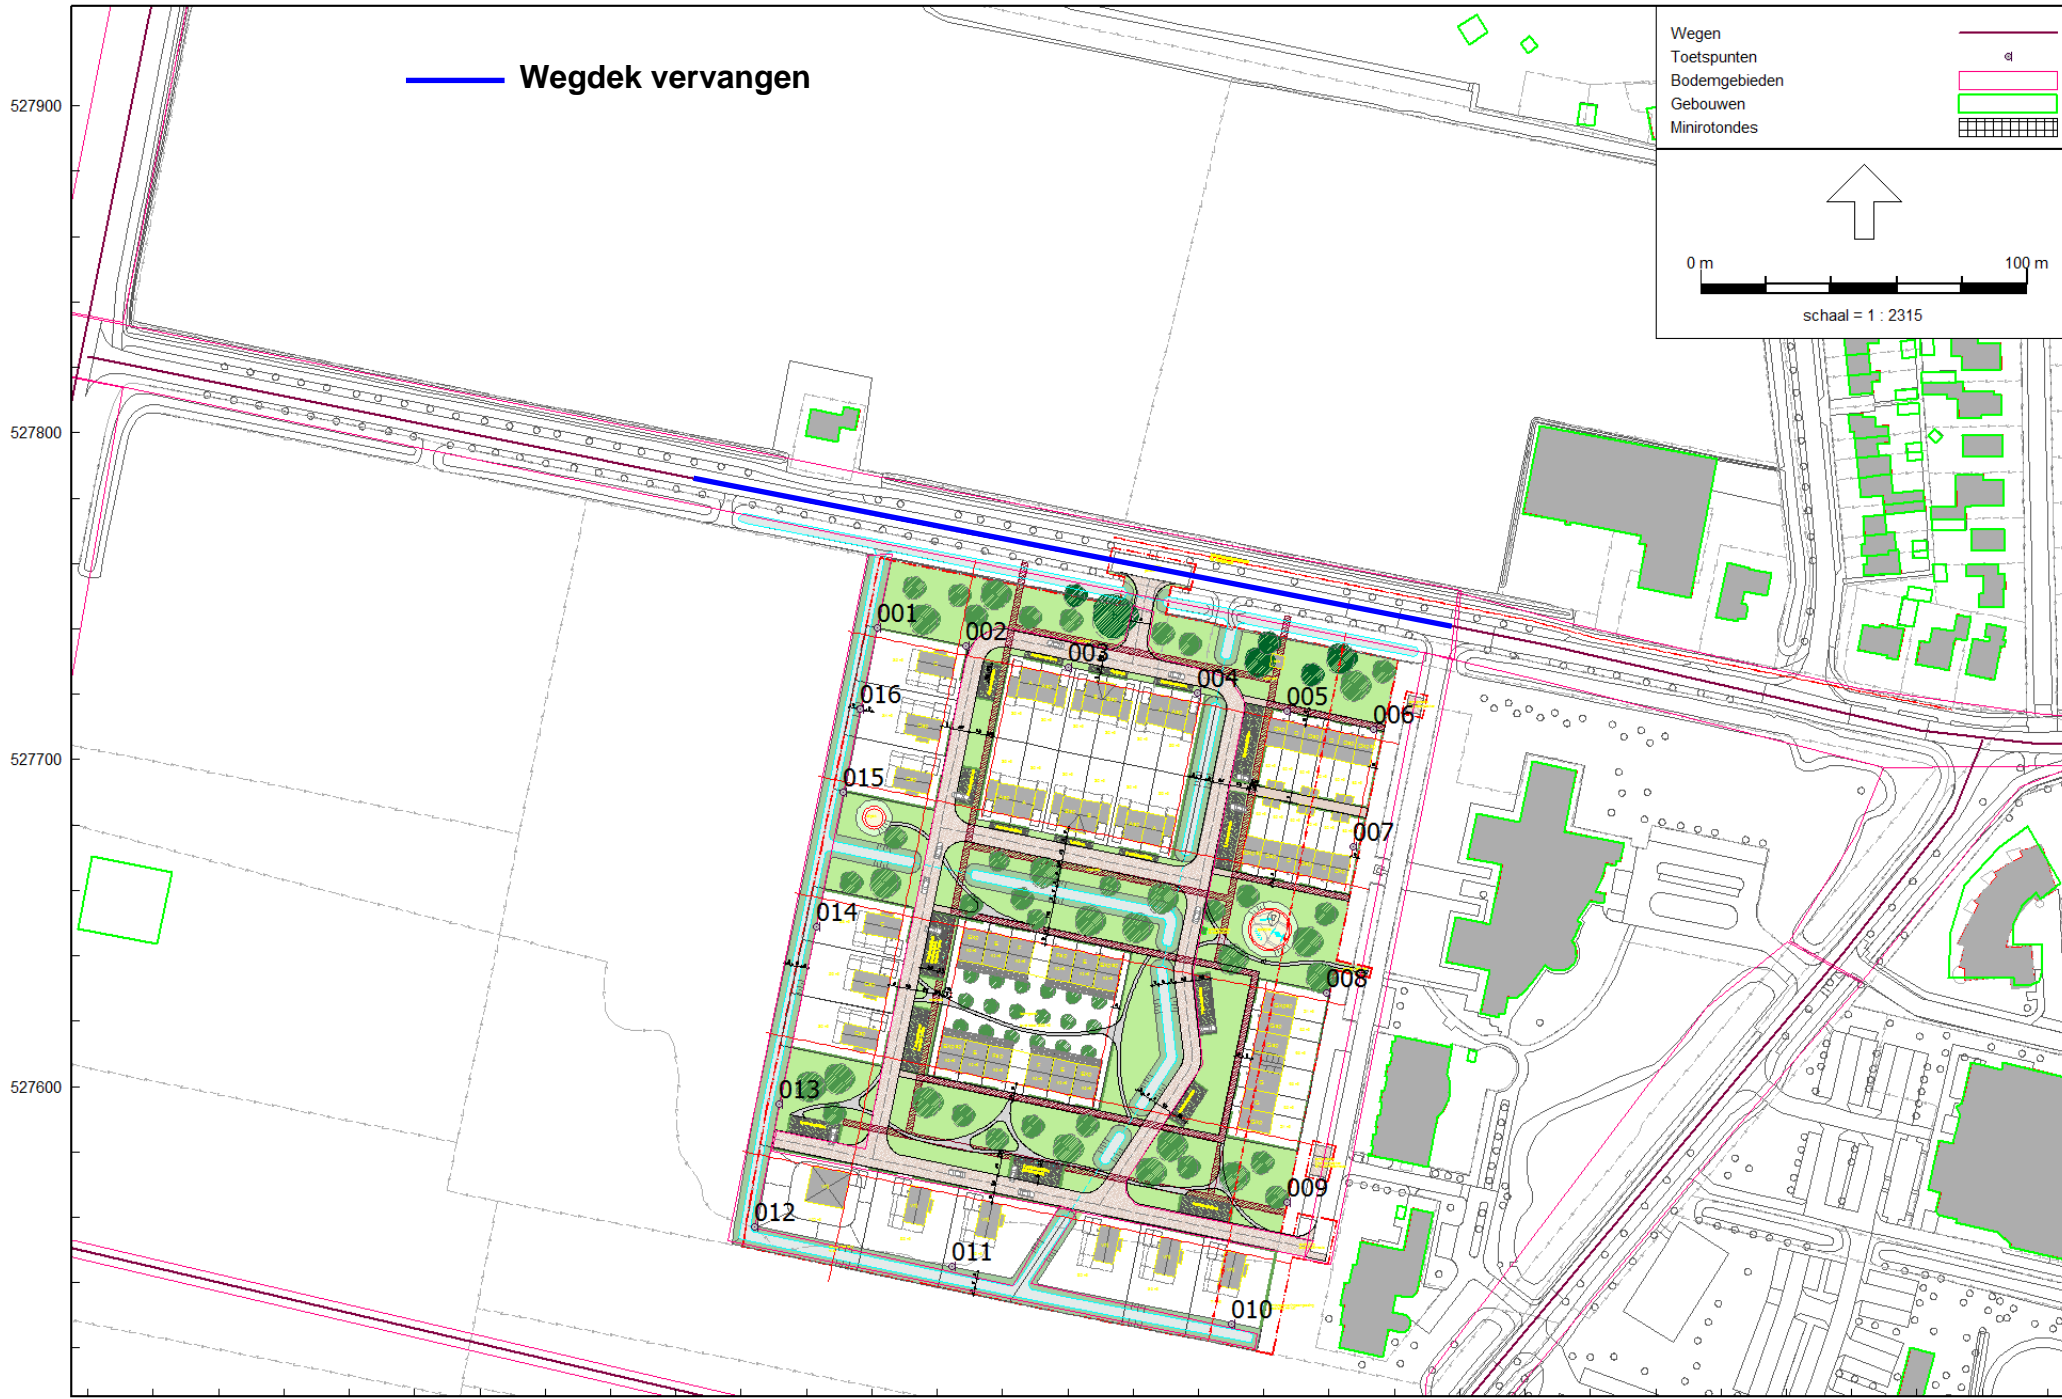 Wegdek vervangen
Wegen
Toetspunten
Bodemgebieden
Gebouwen
Minirotondes
0 m 100 m
schaal = 1 : 2315
527900
527800
527700
527600
001
002
003
004
005
006
016
015
007
014
008
013
009
012
011
010